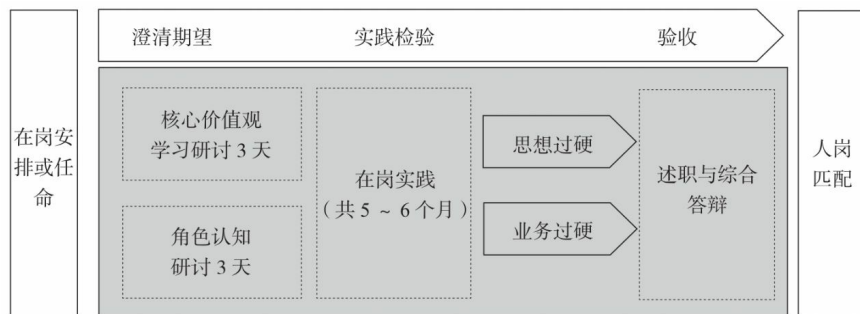 澄清期望
实践检验
验收
在岗安
排或任
命
核心价值观
学习研讨 3 天
角色认知
研讨 3 天
在岗实践
（共 5 ~ 6 个月）
思想过硬
业务过硬
述职与综合
答辩
人岗
匹配